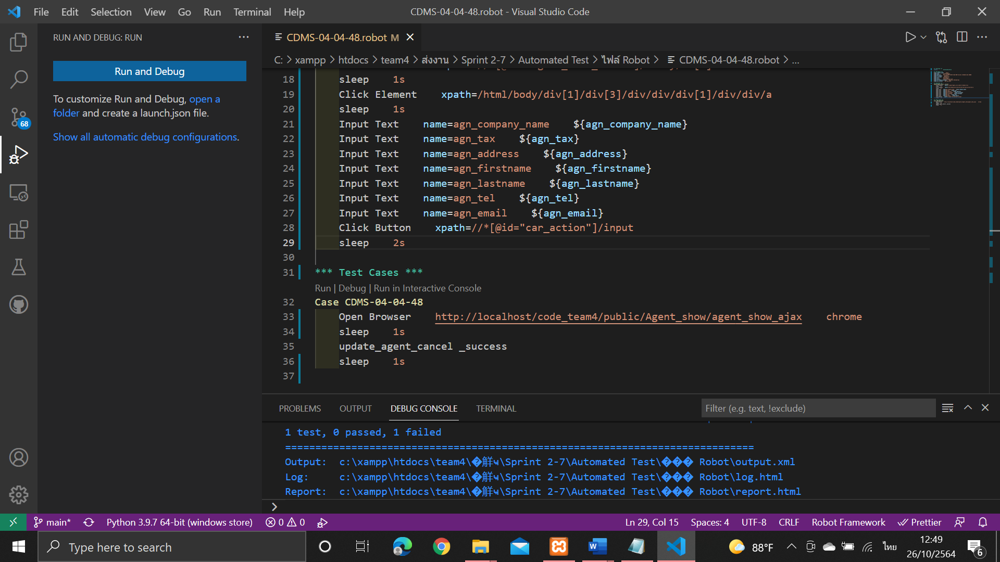 File Edit Selection View Go Run Terminal Help
CDMS-04-04-48.robot - Visual Studio Code
RUN AND DEBUG: RUN
Run and Debug
To customize Run and Debug, open a
folder and create a launch.json file.
Show all automatic debug configurations.
68
CDMS-04-04-48.robot M
C: > xampp > htdocs > team4 > ส่งงาน > Sprint 2-7 > Automated Test > ไฟล์ Robot > CDMS-04-04-48.robot > ...
18 sleep 1s
19 Click Element xpath=/html/body/div[1]/div[3]/div/div/div[1]/div/div/a
20 sleep 1s
21 Input Text name=agn_company_name ${agn_company_name}
22 Input Text name=agn_tax ${agn_tax}
23 Input Text name=agn_address ${agn_address}
24 Input Text name=agn_firstname ${agn_firstname}
25 Input Text name=agn_lastname ${agn_lastname}
26 Input Text name=agn_tel ${agn_tel}
27 Input Text name=agn_email ${agn_email}
28 Click Button xpath=//*[@id="car_action"]/input
29 sleep 2s
30
31 *** Test Cases ***
Run | Debug | Run in Interactive Console
32 Case CDMS-04-04-48
33 Open Browser http://localhost/code_team4/public/Agent_show/agent_show_ajax chrome
34 sleep 1s
35 update_agent_cancel _success
36 sleep 1s
37
PROBLEMS OUTPUT DEBUG CONSOLE TERMINAL
Filter (e.g. text, !exclude)
1 test, 0 passed, 1 failed
==============================================================================
Output: c:\xampp\htdocs\team4\�觧ҹ\Sprint 2-7\Automated Test\��� Robot\output.xml
Log: c:\xampp\htdocs\team4\�觧ҹ\Sprint 2-7\Automated Test\��� Robot\log.html
Report: c:\xampp\htdocs\team4\�觧ҹ\Sprint 2-7\Automated Test\��� Robot\report.html
main* Python 3.9.7 64-bit (windows store) 0 0
Ln 29, Col 15 Spaces: 4 UTF-8 CRLF Robot Framework Prettier
Type here to search
88°F ไทย
12:49
26/10/2564
6